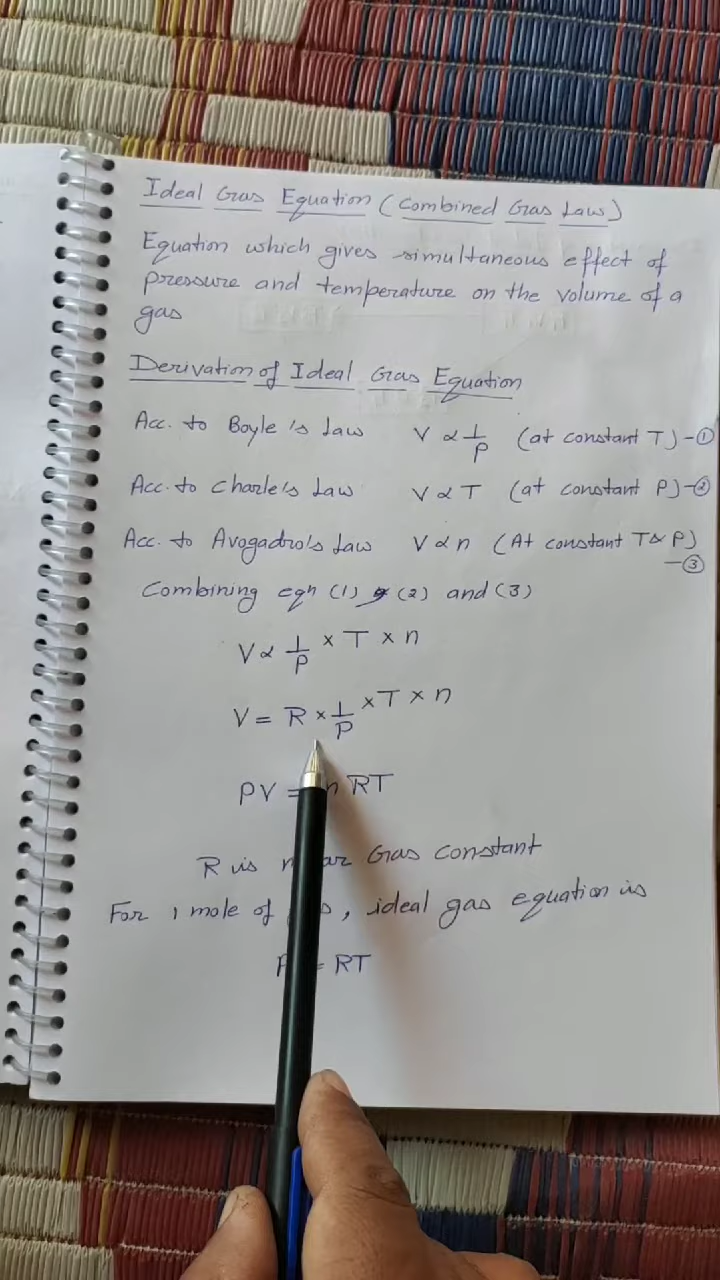 Ideal Gas Equation (Combined Gas Law)
Equation which gives simultaneous effect of
pressure and temperature on the volume of a
gas
Derivation of Ideal Gas Equation
Acc. to Boyle's Law V ∝ 1/P (at constant T) -①
Acc. to Charle's Law V ∝ T (at constant P) -②
Acc. to Avogadro's Law V ∝ n (At constant T & P)
-③
Combining eqn (1), (2) and (3)
V ∝ 1/P × T × n
V = R × 1/P × T × n
PV = n RT
R is Gas constant
For 1 mole of , ideal gas equation is
= RT